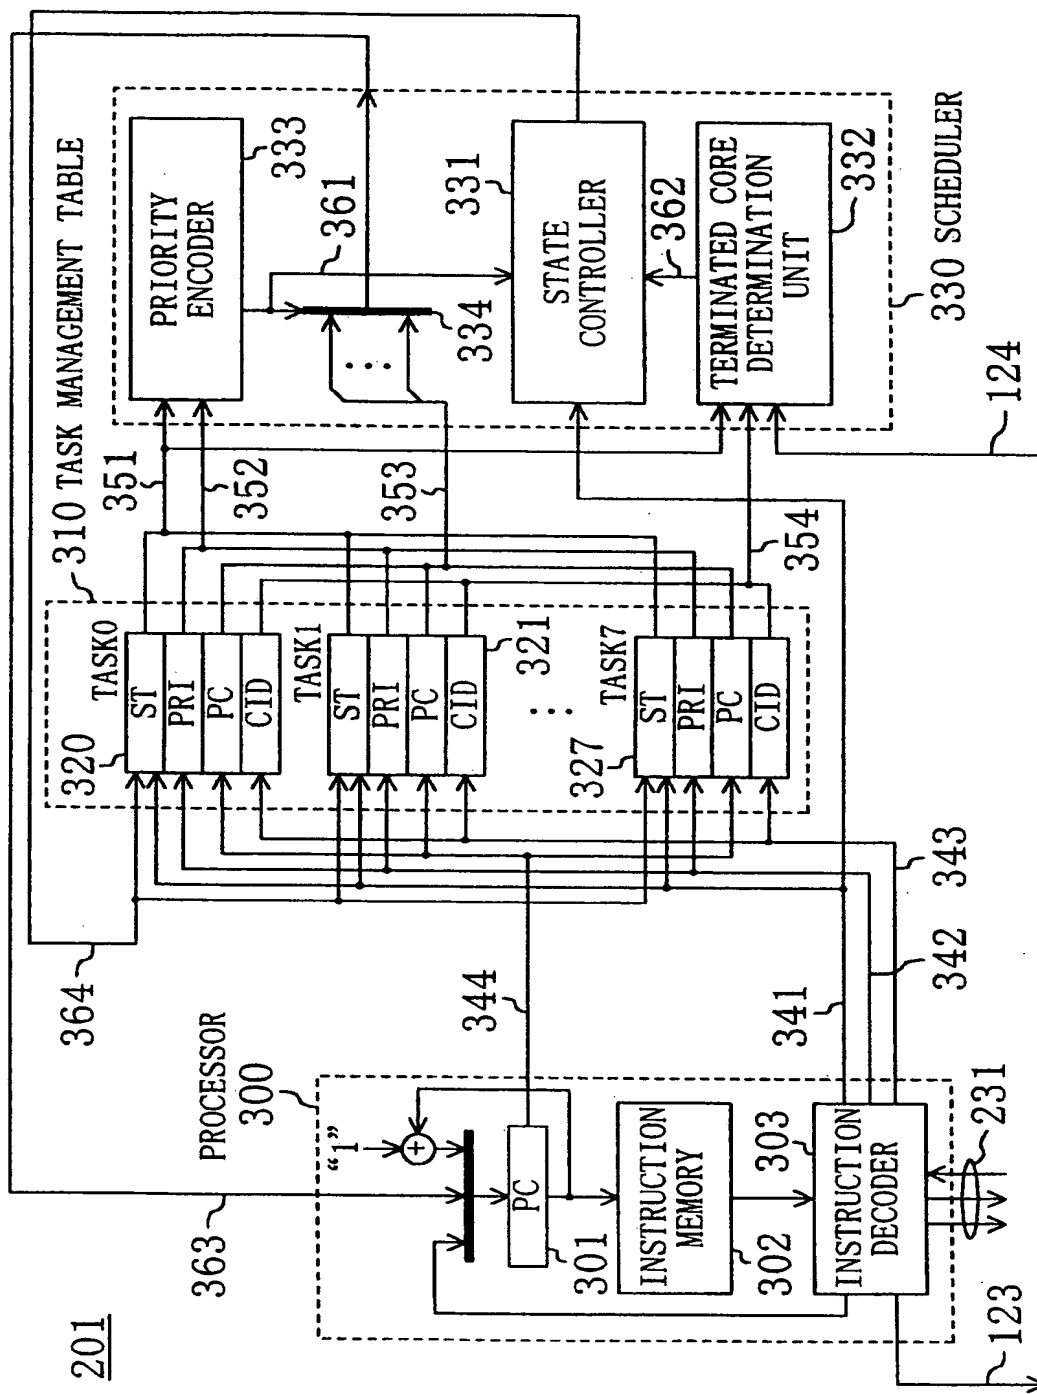 201
363
364
PROCESSOR
300
"1"
+
PC
301
INSTRUCTION
MEMORY
302
INSTRUCTION
DECODER
303
231
123
344
341
342
343
310 TASK MANAGEMENT TABLE
TASK0
320
ST
PRI
PC
CID
TASK1
321
ST
PRI
PC
CID
TASK7
327
ST
PRI
PC
CID
351
352
353
354
PRIORITY
ENCODER
333
361
334
STATE
CONTROLLER
331
362
TERMINATED CORE
DETERMINATION
UNIT
332
330 SCHEDULER
124